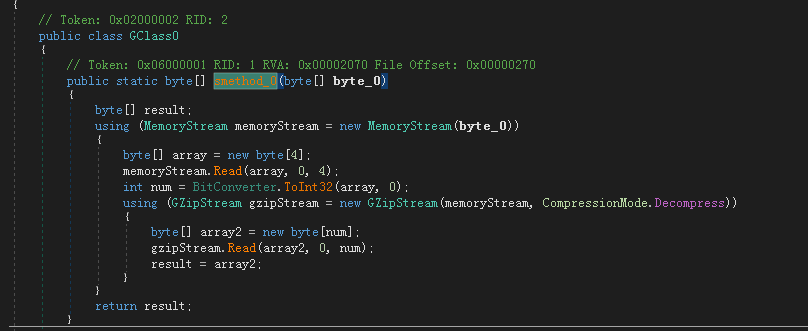 {
// Token: 0x02000002 RID: 2
public class GClass0
{
// Token: 0x06000001 RID: 1 RVA: 0x00002070 File Offset: 0x00000270
public static byte[] smethod_0(byte[] byte_0)
{
byte[] result;
using (MemoryStream memoryStream = new MemoryStream(byte_0))
{
byte[] array = new byte[4];
memoryStream.Read(array, 0, 4);
int num = BitConverter.ToInt32(array, 0);
using (GZipStream gzipStream = new GZipStream(memoryStream, CompressionMode.Decompress))
{
byte[] array2 = new byte[num];
gzipStream.Read(array2, 0, num);
result = array2;
}
}
return result;
}